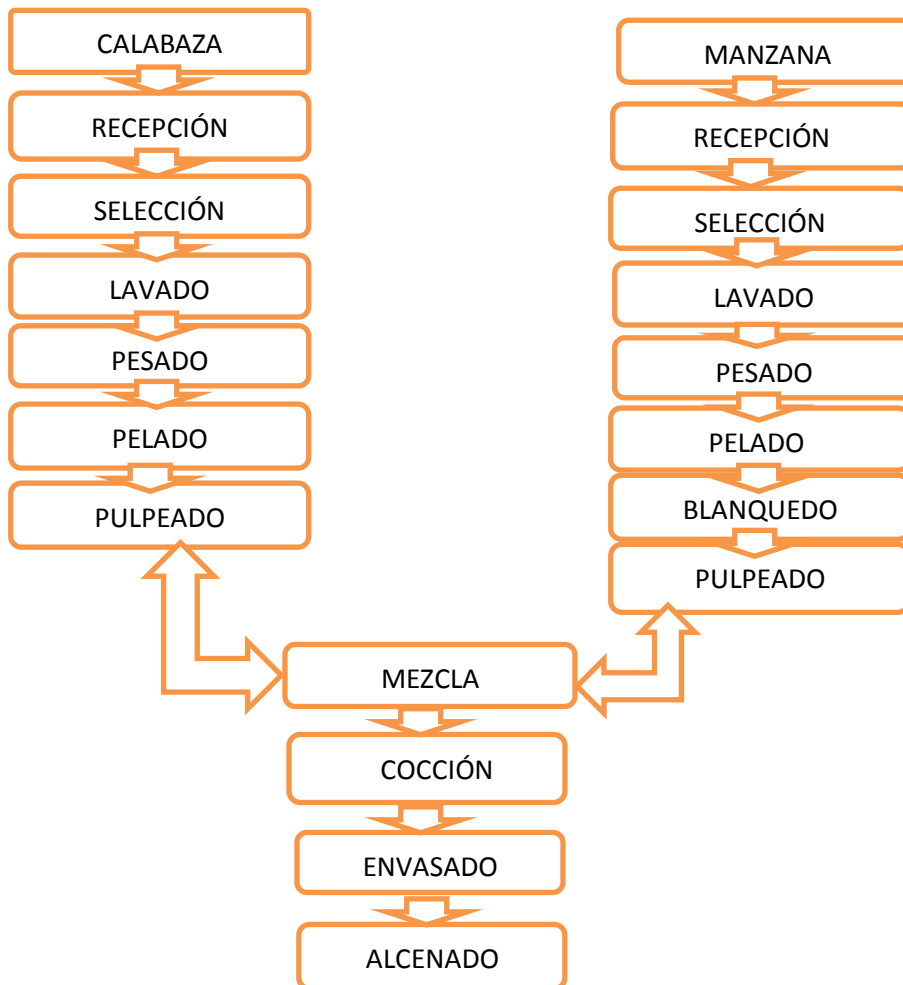 CALABAZA
RECEPCIÓN
SELECCIÓN
LAVADO
PESADO
PELADO
PULPEADO
MANZANA
RECEPCIÓN
SELECCIÓN
LAVADO
PESADO
PELADO
BLANQUEDO
PULPEADO
MEZCLA
COCCIÓN
ENVASADO
ALCENADO